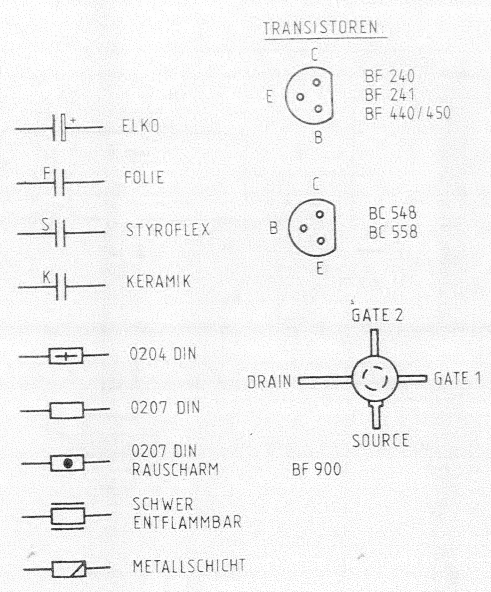 TRANSISTOREN
C
E
B
BF 240
BF 241
BF 440/450
+
ELKO
F
FOLIE
S
STYROFLEX
K
KERAMIK
C
B
E
BC 548
BC 558
0204 DIN
0207 DIN
0207 DIN
RAUSCHARM
SCHWER
ENTFLAMMBAR
METALLSCHICHT
GATE 2
DRAIN
GATE 1
SOURCE
BF 900